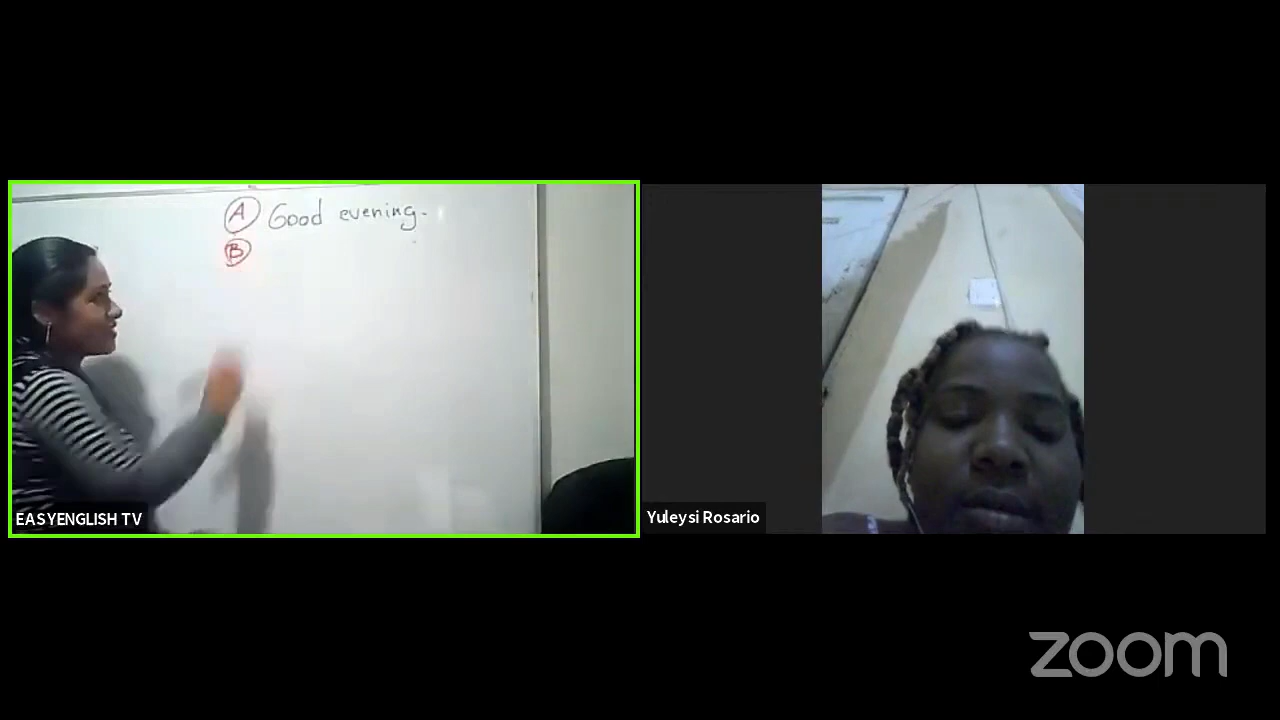 A Good evening.
B
EASYENGLISH TV
Yuleysi Rosario
zoom